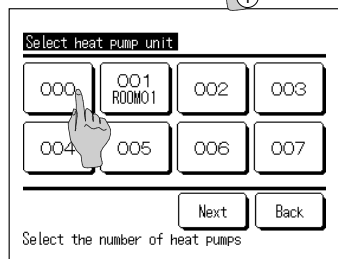 Select heat pump unit
000 001 002 003
ROOM01
004 005 006 007
Next Back
Select the number of heat pumps